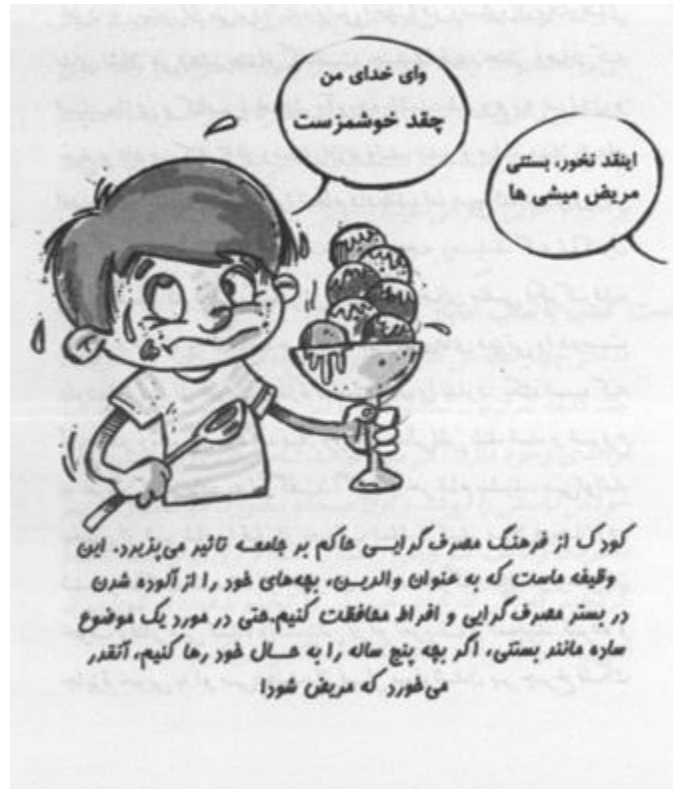 وای خدای من
چقد خوشمزست
اینقد نخور، بستنی
مریض میشی ها
کودک از فرهنگ مصرف گرایی حاکم بر جامعه تاثیر می‌پذیرد. این
وظیفه ماست که به عنوان والدین، بچه‌های خود را از آلوده شدن
در بستر مصرف گرایی و افراط محافظت کنیم.حتی در مورد یک موضوع
ساده مانند بستنی، اگر بچه پنج ساله را به حال خود رها کنیم، آنقدر
می‌خورد که مریض شود!